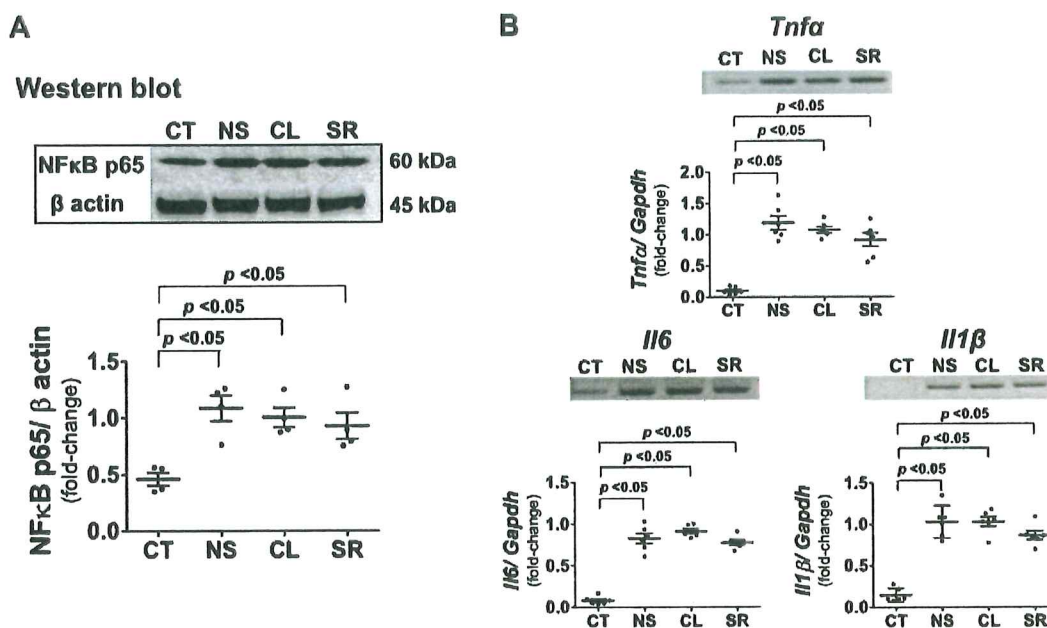 A
Western blot
CT NS CL SR
NFκB p65 60 kDa
β actin 45 kDa
p <0.05
p <0.05
p <0.05
NFκB p65/ β actin
(fold-change)
1.5
1.0
0.5
0.0
CT NS CL SR
B
Tnfα
CT NS CL SR
p <0.05
p <0.05
p <0.05
Tnfα/ Gapdh
(fold-change)
2.0
1.5
1.0
0.5
0.0
CT NS CL SR
Il6
CT NS CL SR
p <0.05
p <0.05
p <0.05
Il6/ Gapdh
(fold-change)
1.5
1.0
0.5
0.0
CT NS CL SR
Il1β
CT NS CL SR
p <0.05
p <0.05
p <0.05
Il1β/ Gapdh
(fold-change)
1.5
1.0
0.5
0.0
CT NS CL SR